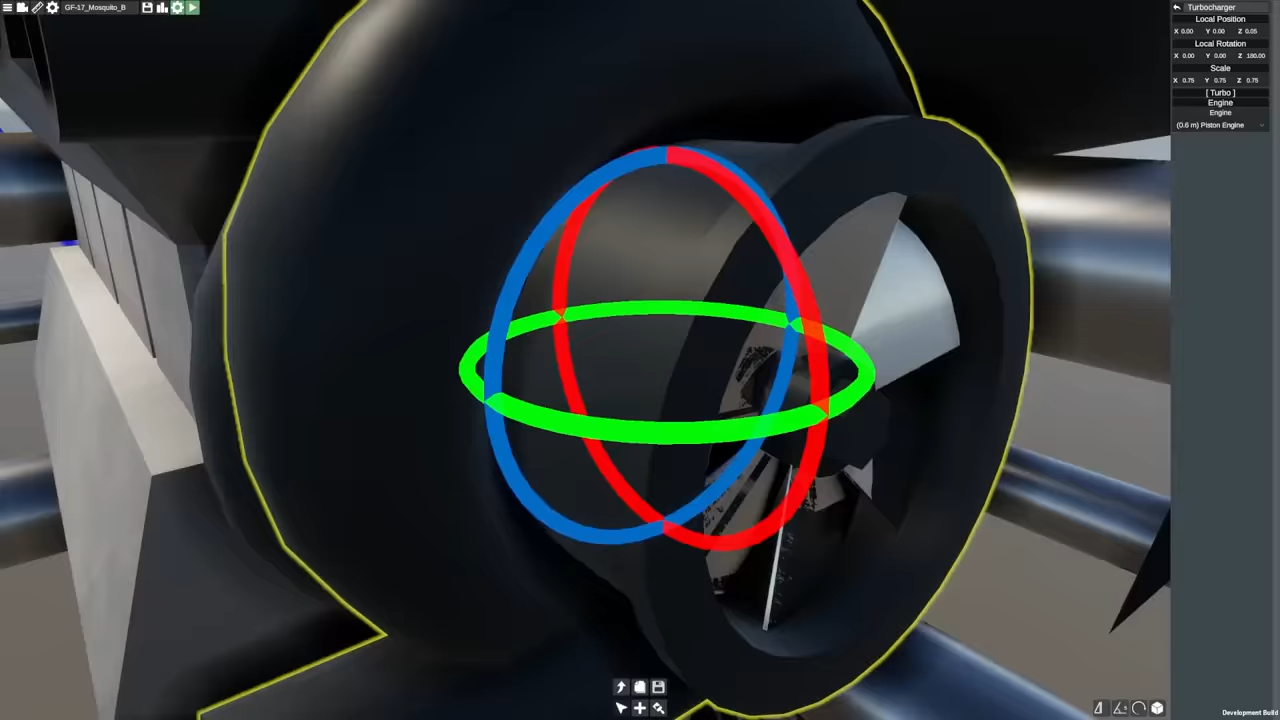 GF-17_Mosquito_B
Turbocharger
Local Position
X 0.00 Y 0.00 Z 0.05
Local Rotation
X 0.00 Y 0.00 Z 180.00
Scale
X 0.75 Y 0.75 Z 0.75
[ Turbo ]
Engine
Engine
(0.6 m) Piston Engine
Development Build